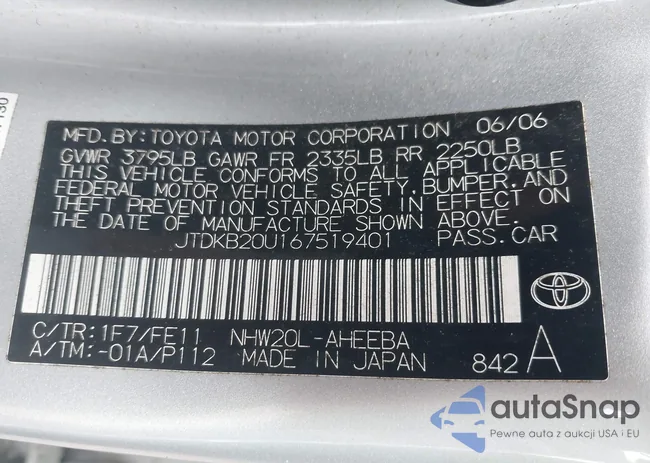 MFD.BY:TOYOTA MOTOR CORPORATION 06/06
GVWR 3795LB GAWR FR 2335LB RR 2250LB
THIS VEHICLE CONFORMS TO ALL APPLICABLE
FEDERAL MOTOR VEHICLE SAFETY,BUMPER,AND
THEFT PREVENTION STANDARDS IN EFFECT ON
THE DATE OF MANUFACTURE SHOWN ABOVE.
JTDKB20U167519401 PASS.CAR
C/TR:1F7/FE11 NHW20L-AHEEBA
A/TM:-01A/P112 MADE IN JAPAN 842 A
autaSnap
Pewne auta z aukcji USA i EU